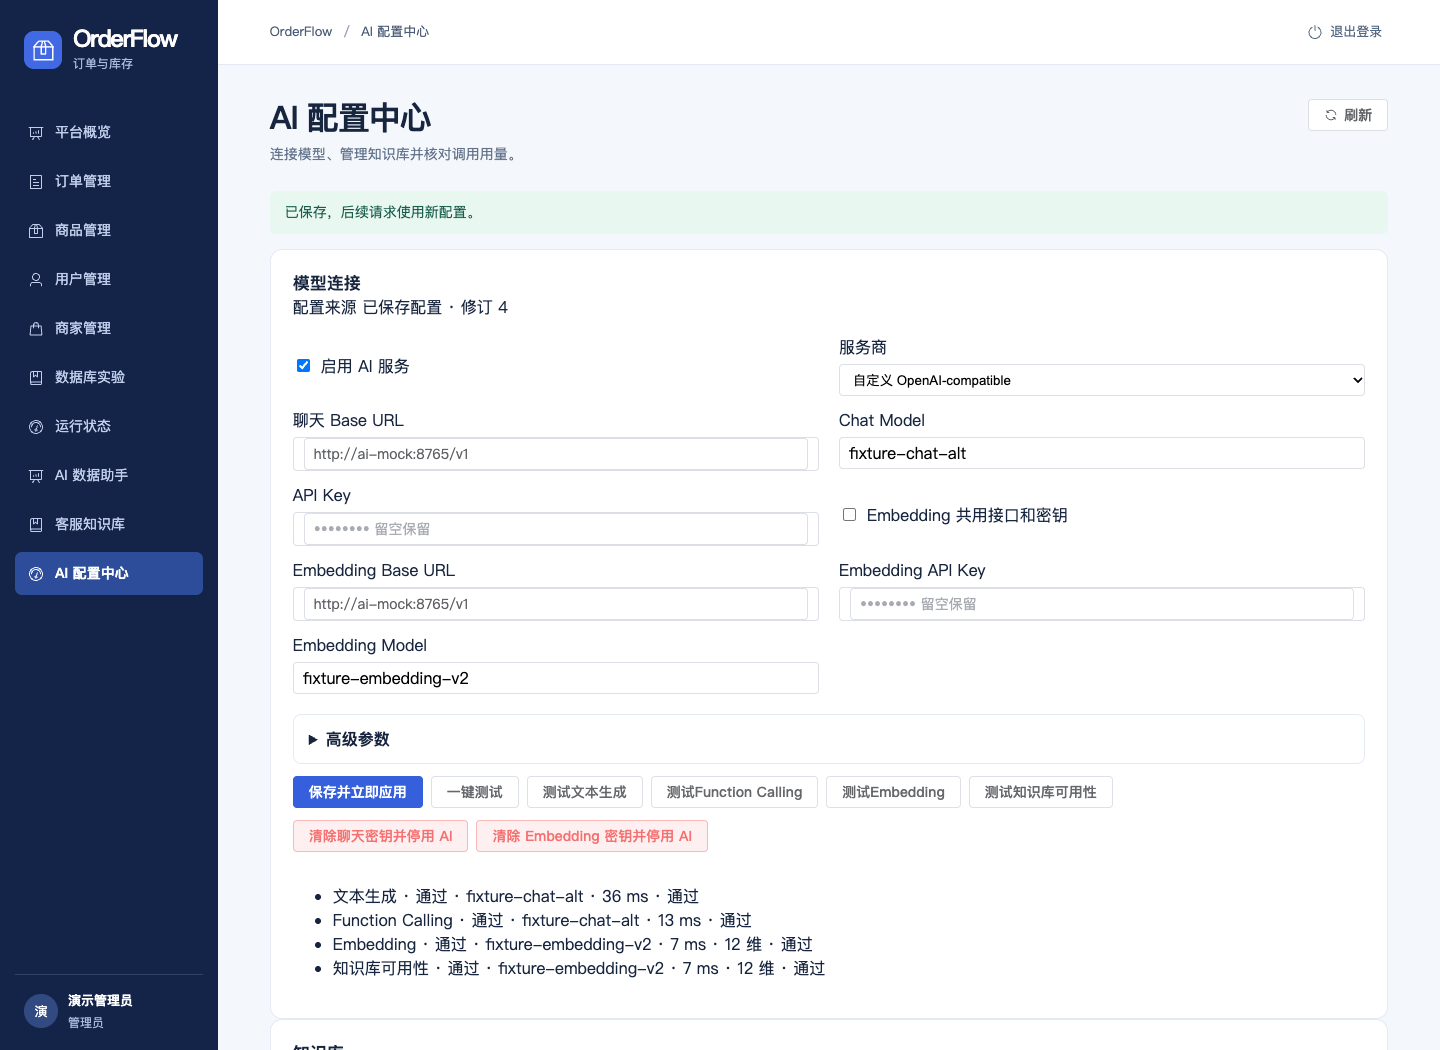 OrderFlow
订单与库存
平台概览
订单管理
商品管理
用户管理
商家管理
数据库实验
运行状态
AI 数据助手
客服知识库
AI 配置中心
演
演示管理员
管理员
OrderFlow / AI 配置中心
退出登录
AI 配置中心
刷新
连接模型、管理知识库并核对调用用量。
已保存，后续请求使用新配置。
模型连接
配置来源 已保存配置 · 修订 4
启用 AI 服务
服务商
自定义 OpenAI-compatible
聊天 Base URL
http://ai-mock:8765/v1
Chat Model
fixture-chat-alt
API Key
•••••••• 留空保留
Embedding 共用接口和密钥
Embedding Base URL
http://ai-mock:8765/v1
Embedding API Key
•••••••• 留空保留
Embedding Model
fixture-embedding-v2
高级参数
保存并立即应用 一键测试 测试文本生成 测试Function Calling 测试Embedding 测试知识库可用性
清除聊天密钥并停用 AI 清除 Embedding 密钥并停用 AI
• 文本生成 · 通过 · fixture-chat-alt · 36 ms · 通过
• Function Calling · 通过 · fixture-chat-alt · 13 ms · 通过
• Embedding · 通过 · fixture-embedding-v2 · 7 ms · 12 维 · 通过
• 知识库可用性 · 通过 · fixture-embedding-v2 · 7 ms · 12 维 · 通过
知识库